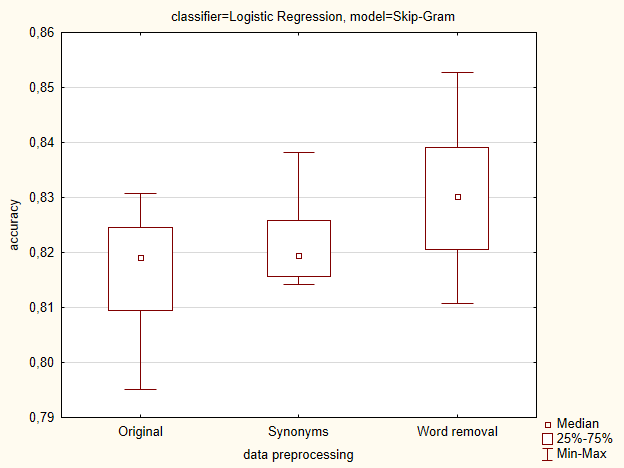 classifier=Logistic Regression, model=Skip-Gram
0,86
0,85
0,84
0,83
0,82
0,81
0,80
0,79
accuracy
Original Synonyms Word removal
data preprocessing
Median
25%-75%
Min-Max